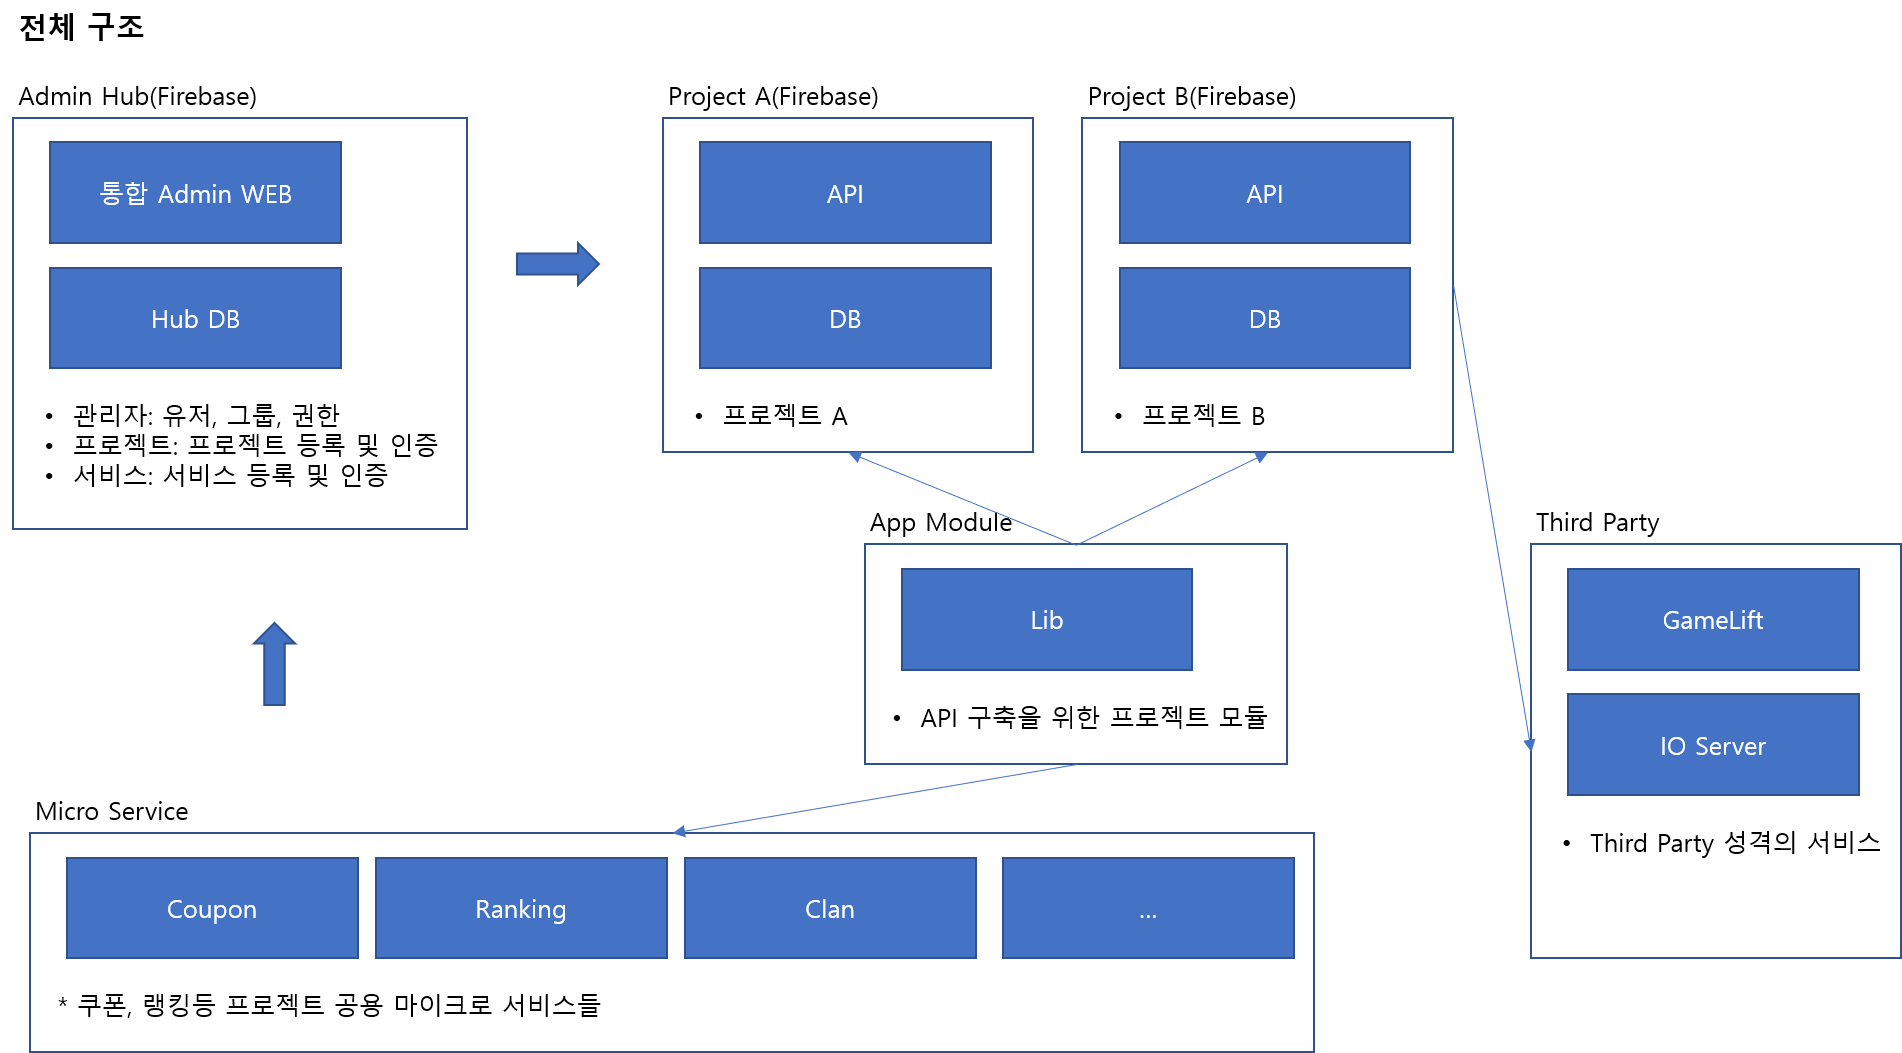 전체 구조
Admin Hub(Firebase)
통합 Admin WEB
Hub DB
• 관리자: 유저, 그룹, 권한
• 프로젝트: 프로젝트 등록 및 인증
• 서비스: 서비스 등록 및 인증
Project A(Firebase)
API
DB
• 프로젝트 A
Project B(Firebase)
API
DB
• 프로젝트 B
App Module
Lib
• API 구축을 위한 프로젝트 모듈
Third Party
GameLift
IO Server
• Third Party 성격의 서비스
Micro Service
Coupon
Ranking
Clan
...
* 쿠폰, 랭킹등 프로젝트 공용 마이크로 서비스들